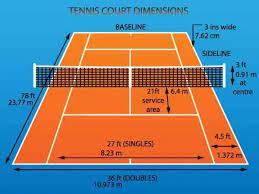 TENNIS COURT DIMENSIONS
BASELINE
3 ins wide
7.62 cm
SIDELINE
3 ft
0.91 m
at
centre
78 ft
23,77 m
21ft
service
area
6,4 m
27 ft (SINGLES)
8.23 m
4.5 ft
1.372 m
36 ft (DOUBLES)
10.973 m